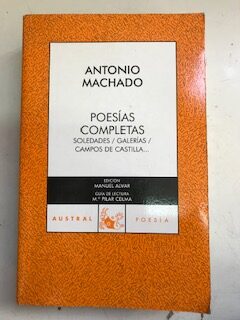 ANTONIO
MACHADO
POESÍAS
COMPLETAS
SOLEDADES / GALERÍAS /
CAMPOS DE CASTILLA...
EDICIÓN
MANUEL ALVAR
GUÍA DE LECTURA
Mª PILAR CELMA
AUSTRAL
POESÍA